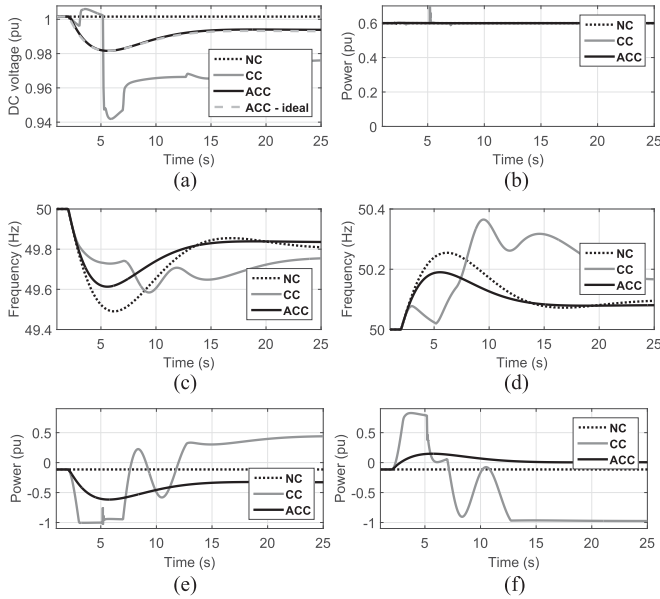 DC voltage (pu)
1
0.98
0.96
0.94
5
10
15
20
25
Time (s)
NC
CC
ACC
ACC - ideal
(a)
Power (pu)
0.6
0.4
0.2
0
5
10
15
20
25
Time (s)
NC
CC
ACC
(b)
Frequency (Hz)
50
49.8
49.6
49.4
5
10
15
20
25
Time (s)
NC
CC
ACC
(c)
Frequency (Hz)
50.4
50.2
50
5
10
15
20
25
Time (s)
NC
CC
ACC
(d)
Power (pu)
0.5
0
-0.5
-1
5
10
15
20
25
Time (s)
NC
CC
ACC
(e)
Power (pu)
0.5
0
-0.5
-1
5
10
15
20
25
Time (s)
NC
CC
ACC
(f)